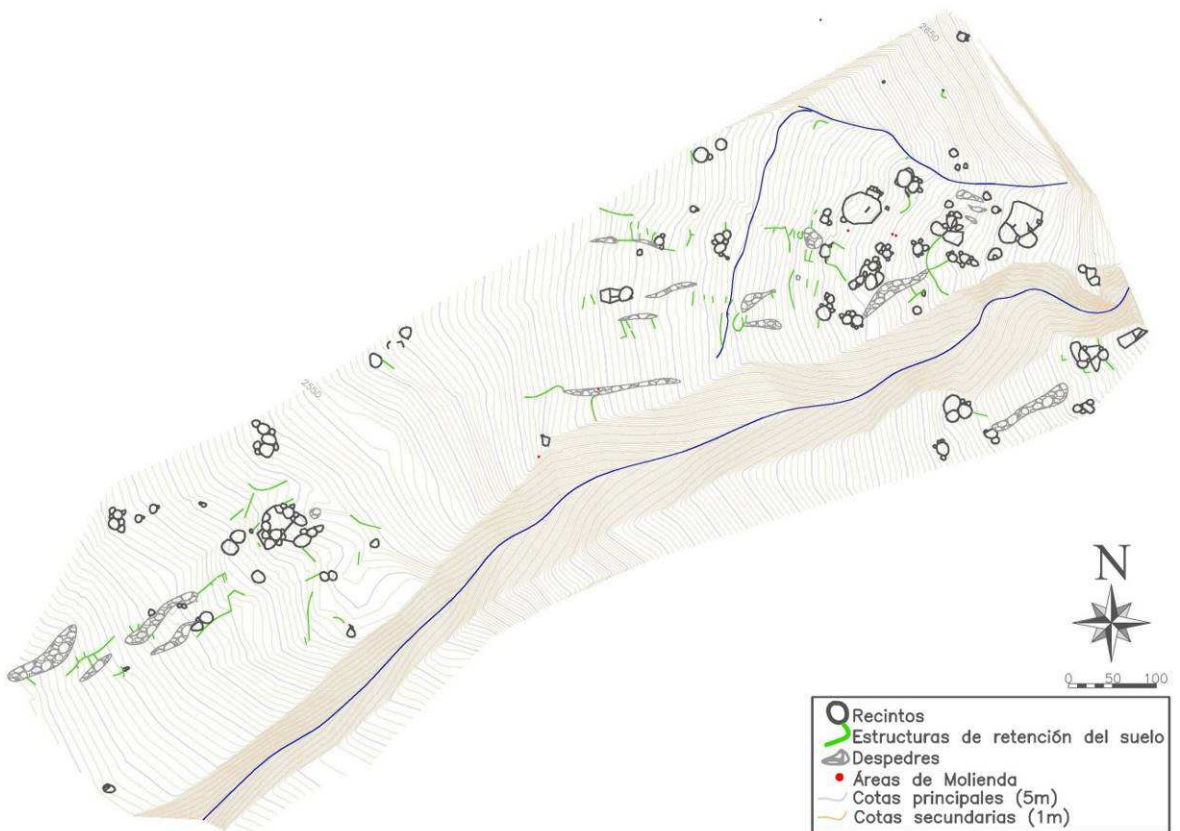 2650
2550
N
0 50 100
Recintos
Estructuras de retención del suelo
Despedres
Áreas de Molienda
Cotas principales (5m)
Cotas secundarias (1m)